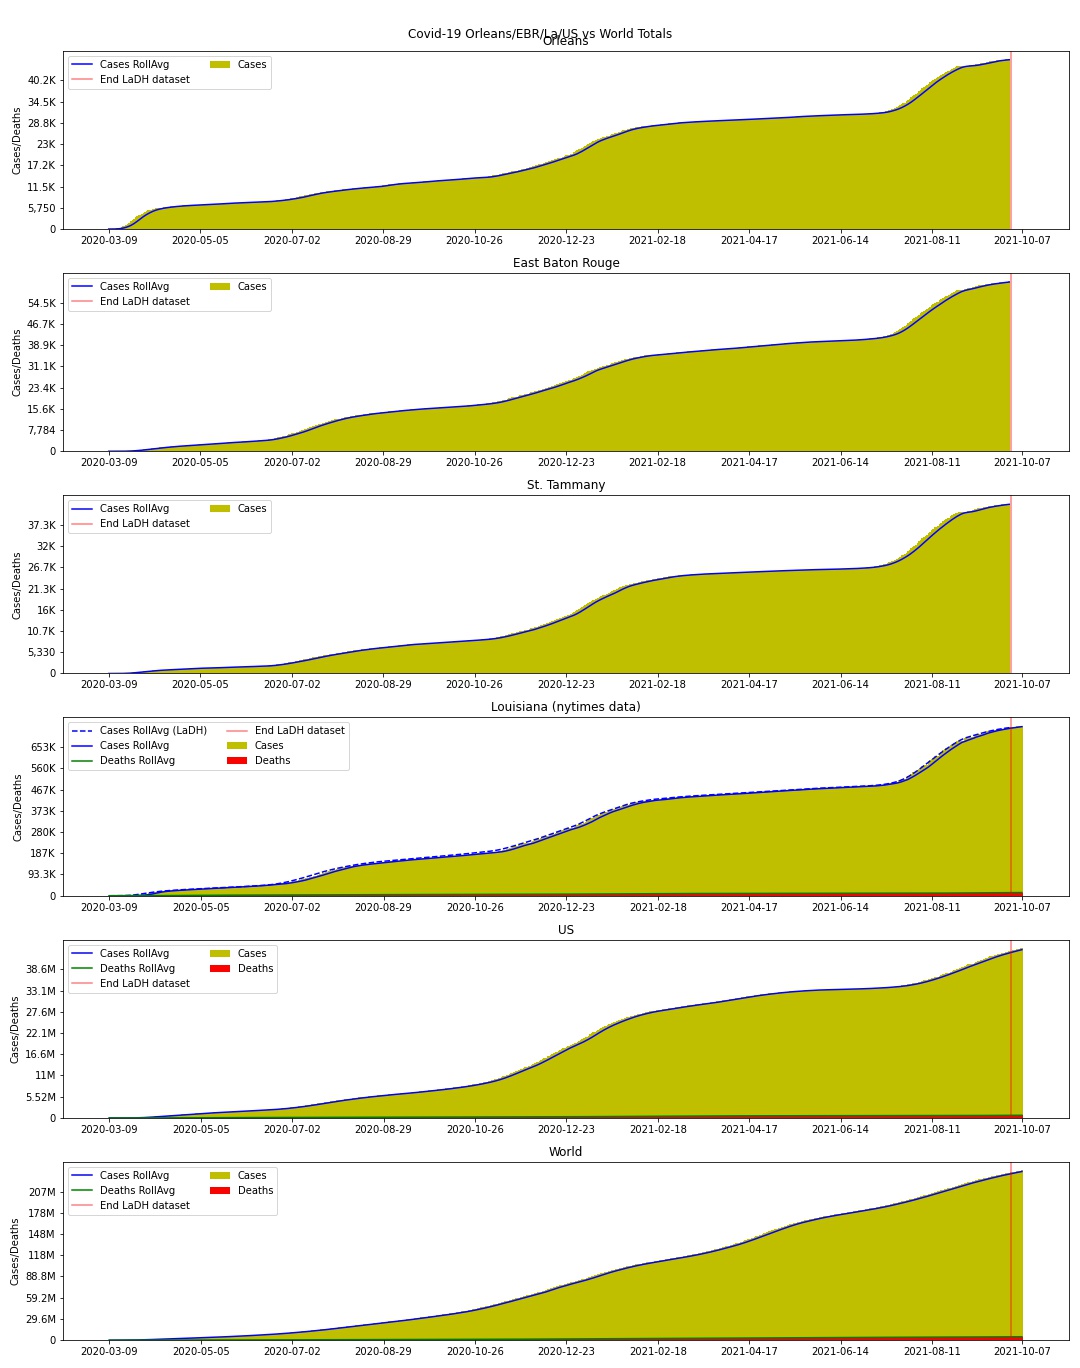 Covid-19 Orleans/EBR/La/US vs World Totals
Orleans
Cases RollAvg
End LaDH dataset
Cases
Cases/Deaths
40.2K
34.5K
28.8K
23K
17.2K
11.5K
5,750
0
2020-03-09 2020-05-05 2020-07-02 2020-08-29 2020-10-26 2020-12-23 2021-02-18 2021-04-17 2021-06-14 2021-08-11 2021-10-07
East Baton Rouge
Cases RollAvg
End LaDH dataset
Cases
Cases/Deaths
54.5K
46.7K
38.9K
31.1K
23.4K
15.6K
7,784
0
2020-03-09 2020-05-05 2020-07-02 2020-08-29 2020-10-26 2020-12-23 2021-02-18 2021-04-17 2021-06-14 2021-08-11 2021-10-07
St. Tammany
Cases RollAvg
End LaDH dataset
Cases
Cases/Deaths
37.3K
32K
26.7K
21.3K
16K
10.7K
5,330
0
2020-03-09 2020-05-05 2020-07-02 2020-08-29 2020-10-26 2020-12-23 2021-02-18 2021-04-17 2021-06-14 2021-08-11 2021-10-07
Louisiana (nytimes data)
Cases RollAvg (LaDH)
Cases RollAvg
Deaths RollAvg
End LaDH dataset
Cases
Deaths
Cases/Deaths
653K
560K
467K
373K
280K
187K
93.3K
0
2020-03-09 2020-05-05 2020-07-02 2020-08-29 2020-10-26 2020-12-23 2021-02-18 2021-04-17 2021-06-14 2021-08-11 2021-10-07
US
Cases RollAvg
Deaths RollAvg
End LaDH dataset
Cases
Deaths
Cases/Deaths
38.6M
33.1M
27.6M
22.1M
16.6M
11M
5.52M
0
2020-03-09 2020-05-05 2020-07-02 2020-08-29 2020-10-26 2020-12-23 2021-02-18 2021-04-17 2021-06-14 2021-08-11 2021-10-07
World
Cases RollAvg
Deaths RollAvg
End LaDH dataset
Cases
Deaths
Cases/Deaths
207M
178M
148M
118M
88.8M
59.2M
29.6M
0
2020-03-09 2020-05-05 2020-07-02 2020-08-29 2020-10-26 2020-12-23 2021-02-18 2021-04-17 2021-06-14 2021-08-11 2021-10-07